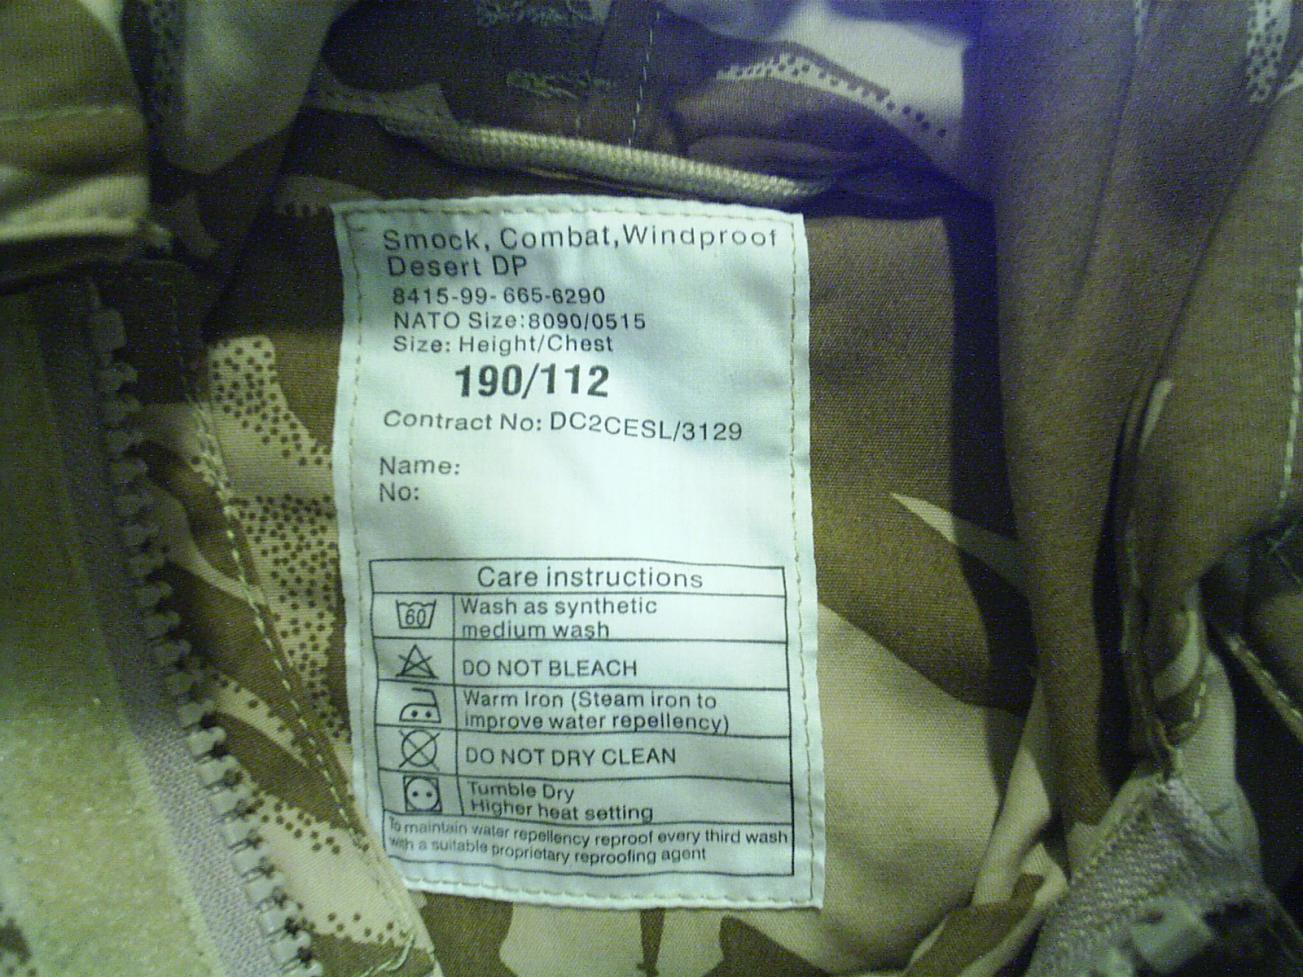 Smock, Combat, Windproof
Desert DP
8415-99-665-6290
NATO Size:8090/0515
Size: Height/Chest
190/112
Contract No: DC2CESL/3129
Name:
No:
Care instructions
60
Wash as synthetic
medium wash
DO NOT BLEACH
Warm Iron (Steam iron to
improve water repellency)
DO NOT DRY CLEAN
Tumble Dry
Higher heat setting
To maintain water repellency reproof every third wash
with a suitable proprietary reproofing agent